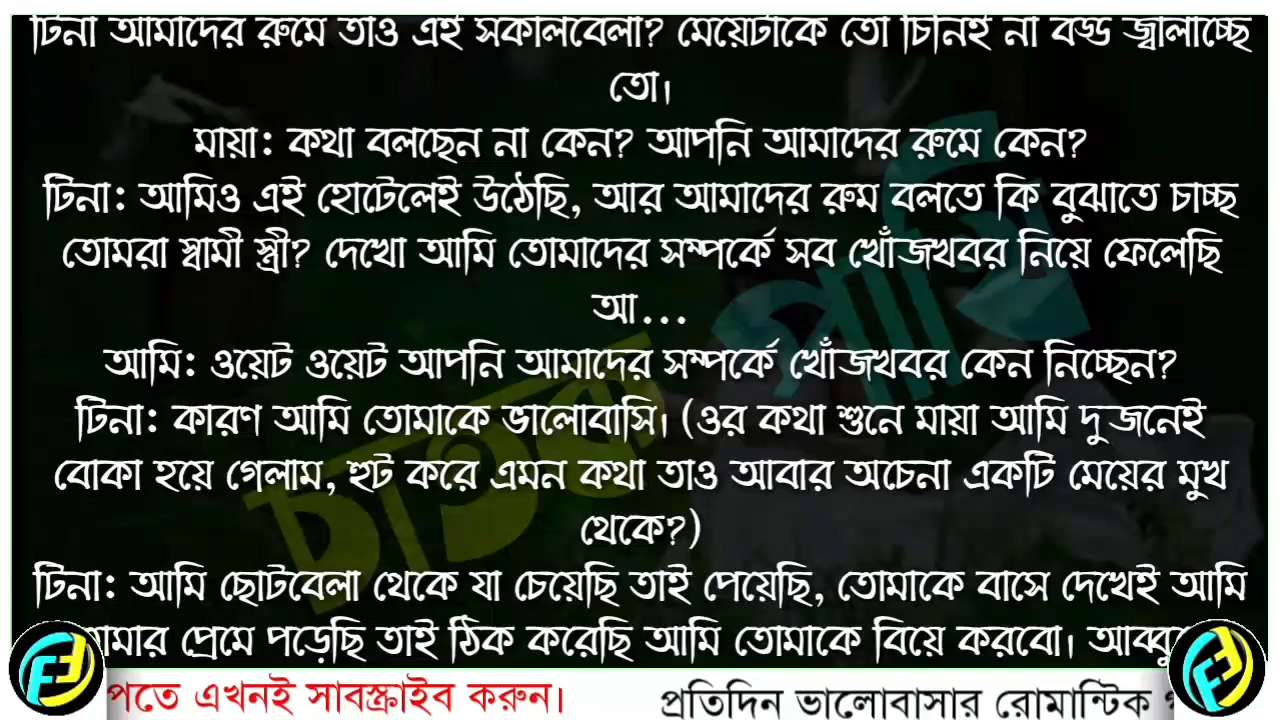 টিনা আমাদের রুমে তাও এই সকালবেলা? মেয়েটাকে তো চিনিই না বড্ড জ্বালাচ্ছে
তো।
মায়া: কথা বলছেন না কেন? আপনি আমাদের রুমে কেন?
টিনা: আমিও এই হোটেলেই উঠেছি, আর আমাদের রুম বলতে কি বুঝাতে চাচ্ছ
তোমরা স্বামী স্ত্রী? দেখো আমি তোমাদের সম্পর্কে সব খোঁজখবর নিয়ে ফেলেছি
আ...
আমি: ওয়েট ওয়েট আপনি আমাদের সম্পর্কে খোঁজখবর কেন নিচ্ছেন?
টিনা: কারণ আমি তোমাকে ভালোবাসি। (ওর কথা শুনে মায়া আমি দুজনেই
বোকা হয়ে গেলাম, হুট করে এমন কথা তাও আবার অচেনা একটি মেয়ের মুখ
থেকে?)
টিনা: আমি ছোটবেলা থেকে যা চেয়েছি তাই পেয়েছি, তোমাকে বাসে দেখেই আমি
প্রেমে পড়েছি তাই ঠিক করেছি আমি তোমাকে বিয়ে করবো।
চাতক পাখি
পতে এখনই সাবস্ক্রাইব করুন।
প্রতিদিন ভালোবাসার রোমান্টিক